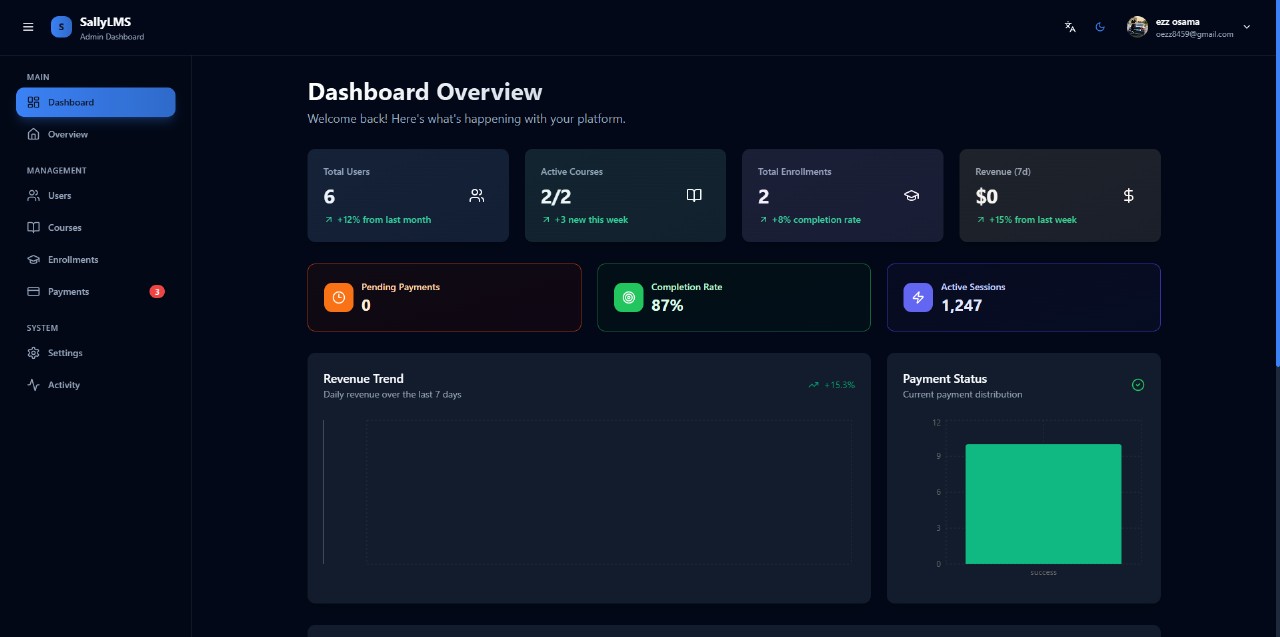 S
SallyLMS
Admin Dashboard
ezz osama
oezz8459@gmail.com
MAIN
Dashboard
Overview
MANAGEMENT
Users
Courses
Enrollments
Payments
3
SYSTEM
Settings
Activity
Dashboard Overview
Welcome back! Here's what's happening with your platform.
Total Users
6
+12% from last month
Active Courses
2/2
+3 new this week
Total Enrollments
2
+8% completion rate
Revenue (7d)
$0
+15% from last week
Pending Payments
0
Completion Rate
87%
Active Sessions
1,247
Revenue Trend
Daily revenue over the last 7 days
+15.3%
Payment Status
Current payment distribution
12
9
6
3
0
success